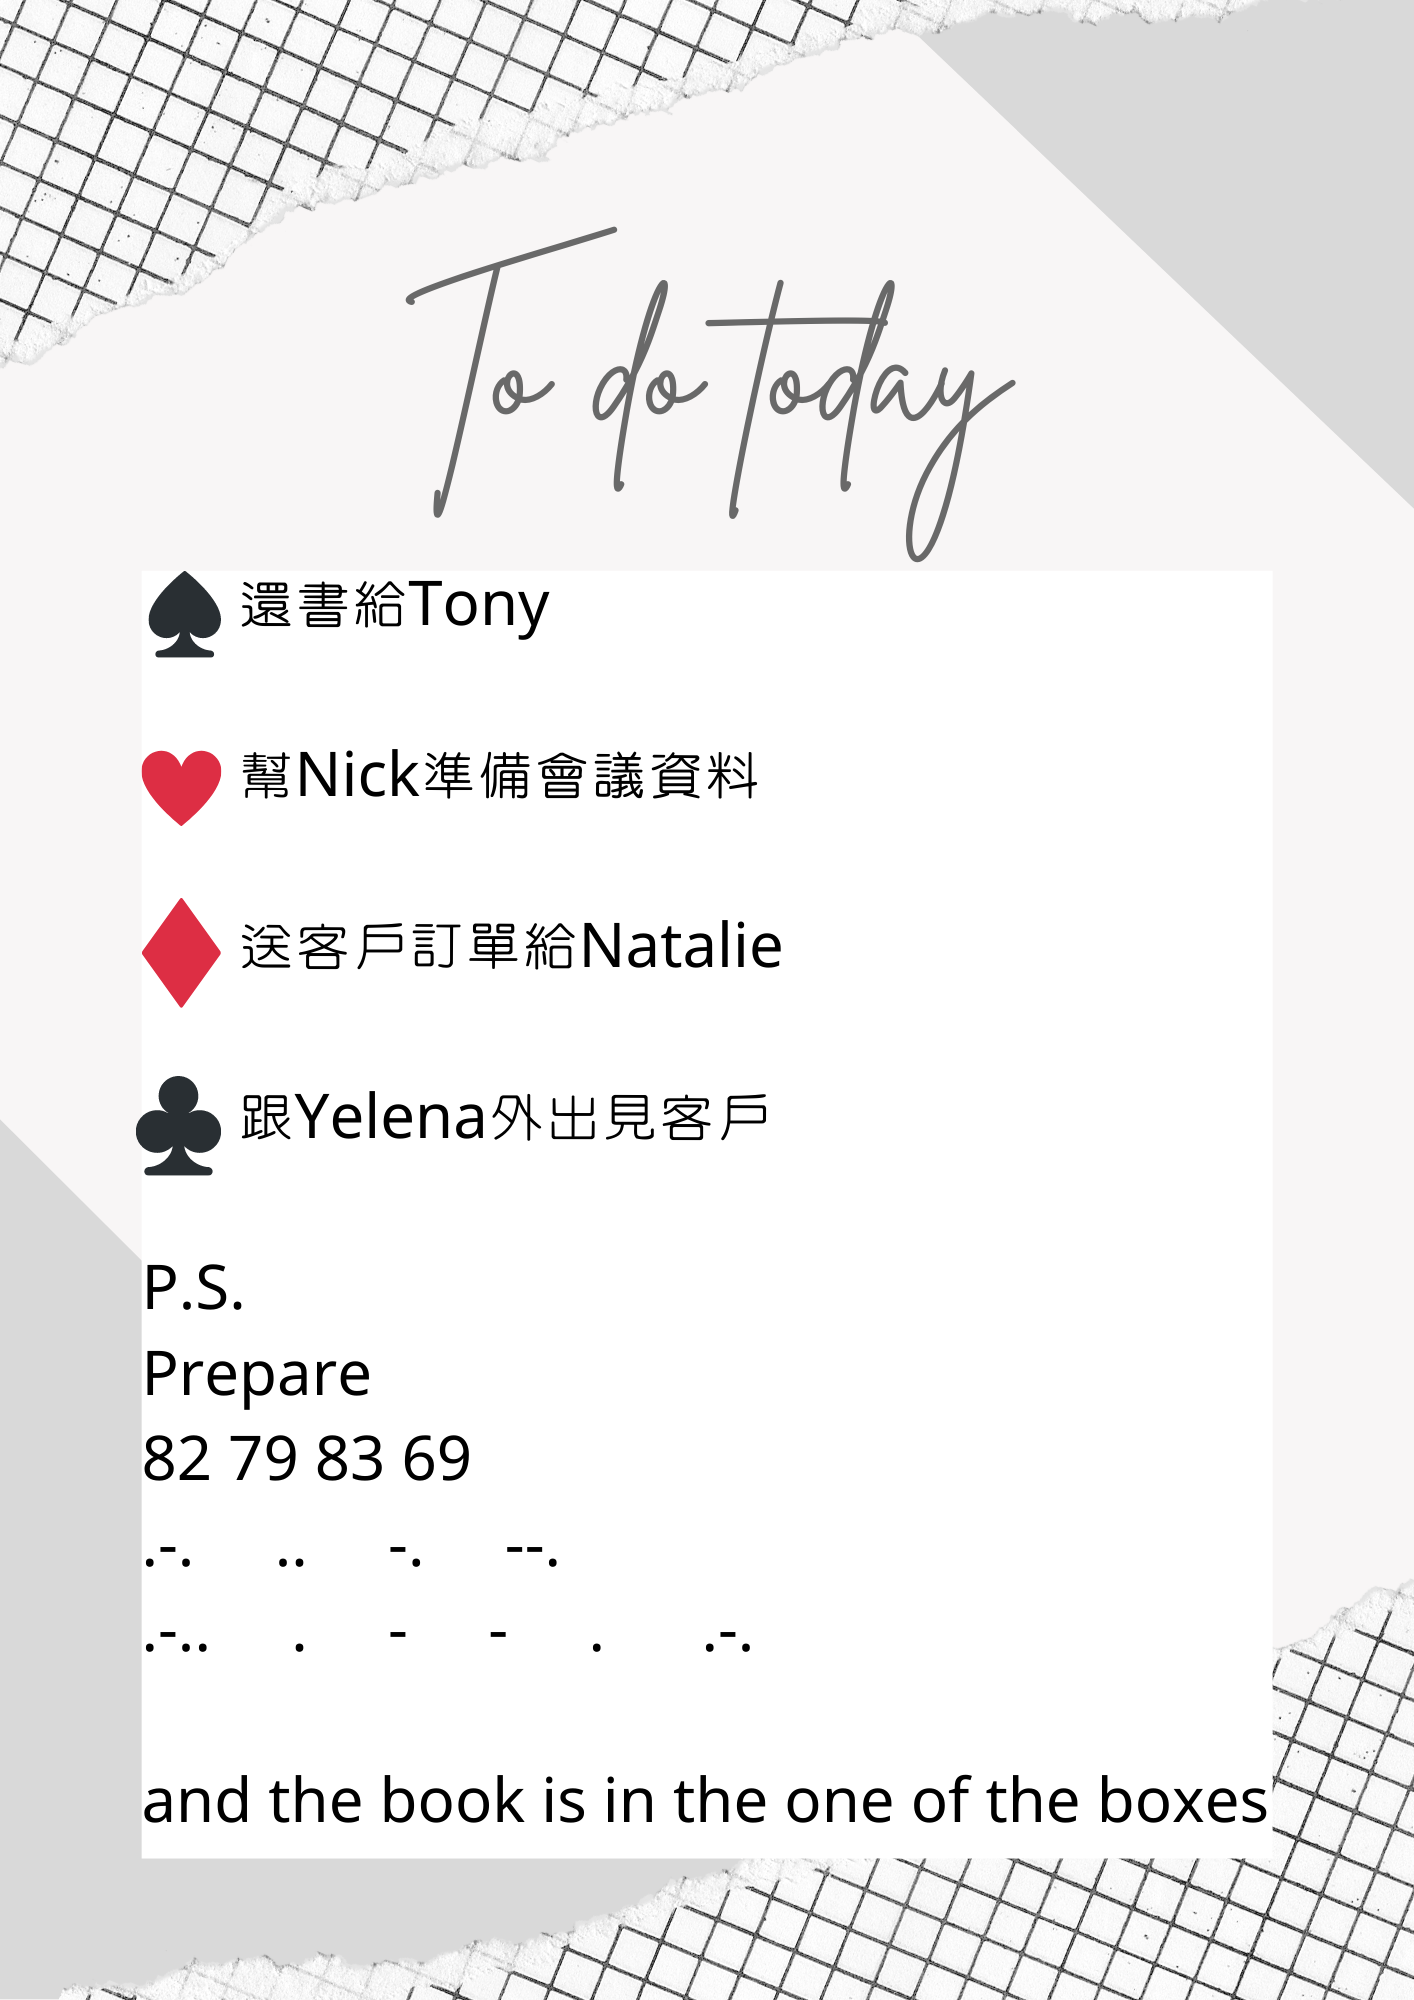 To do today
還書給Tony
幫Nick準備會議資料
送客戶訂單給Natalie
跟Yelena外出見客戶
P.S.
Prepare
82 79 83 69
.-. .. -. --.
.-.. . - - . .-.
and the book is in the one of the boxes